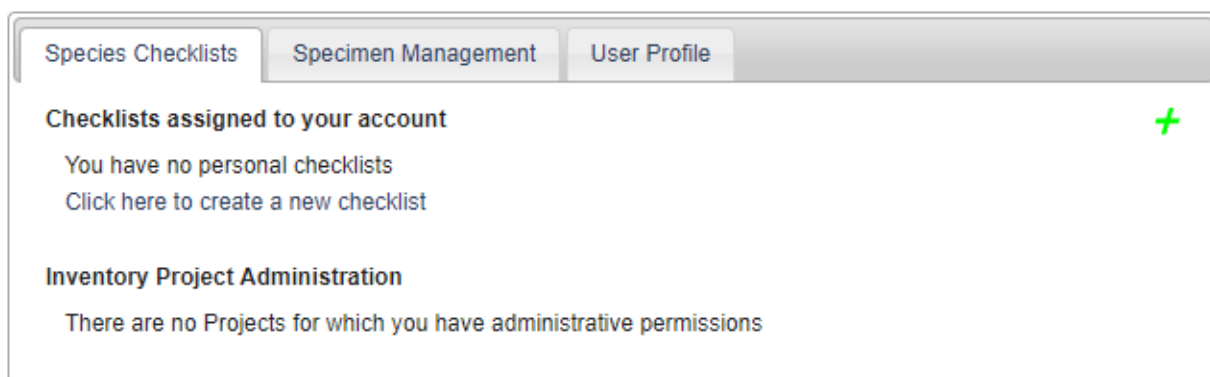 Species Checklists Specimen Management User Profile
Checklists assigned to your account
You have no personal checklists
Click here to create a new checklist
Inventory Project Administration
There are no Projects for which you have administrative permissions